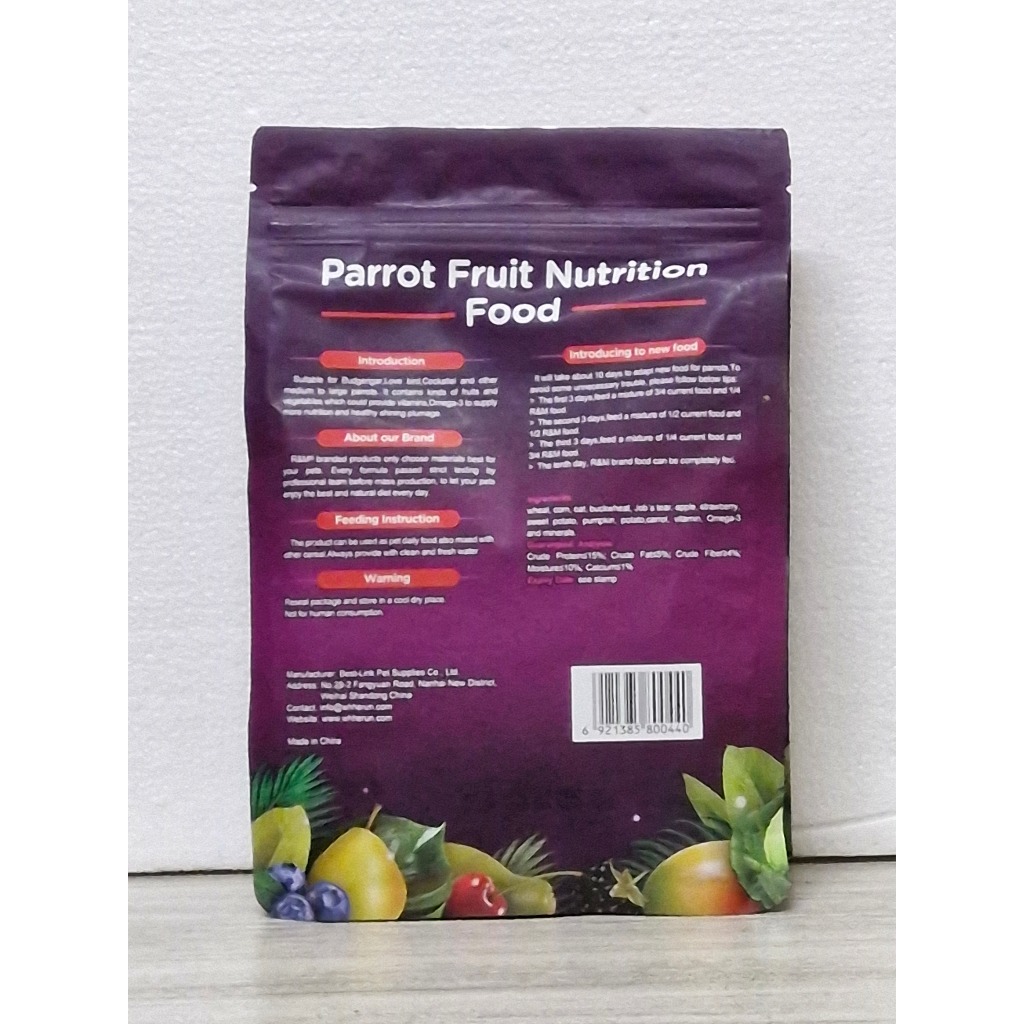 Parrot Fruit Nutrition
Food
Introduction
Suitable for Budgerigar,Love bird,Cockatiel and other
medium to large parrots. It contains kinds of fruits and
vegetables which could provide vitamins,Omega-3 to supply
more nutrition and healthy shining plumage.
About our Brand
R&M branded products only choose materials best for
your pets. Every formula passed strict testing by
professional team before mass production, to let your pets
enjoy the best and natural diet every day.
Feeding Instruction
The product can be used as pet daily food also mixed with
other cereal.Always provide with clean and fresh water
Warning
Reseal package and store in a cool dry place.
Not for human consumption.
Manufacturer: Best-Link Pet Supplies Co., Ltd.
Address: No.29-2 Fangyuan Road, Nanhai New District,
Weihai Shandong China
Contact: info@whherun.com
Website: www.whherun.com
Made in China
Introducing to new food
It will take about 10 days to adapt new food for parrots.To
avoid some unnecessary trouble, please follow below tips:
> The first 3 days,feed a mixture of 3/4 current food and 1/4
R&M food.
> The second 3 days,feed a mixture of 1/2 current food and
1/2 R&M food.
> The third 3 days,feed a mixture of 1/4 current food and
3/4 R&M food.
> The tenth day, R&M brand food can be completely fed.
Ingredients:
wheat, corn, oat, buckwheat, Job's tear, apple, strawberry,
sweet potato, pumpkin, potato,carrot, vitamin, Omega-3
and minerals.
Guaranteed Analysis:
Crude Protein≥15%; Crude Fat≥5%; Crude Fiber≥4%;
Moisture≤10%; Calcium≤1%
Expiry Date: see stamp
6 921385 800440